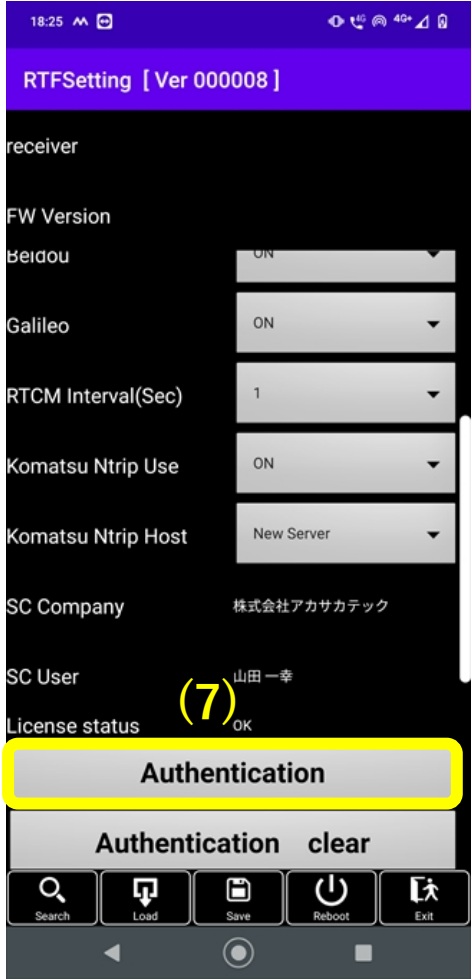 18:25 4G 4G+
RTFSetting [ Ver 000008 ]
receiver
FW Version
Beidou ON
Galileo ON
RTCM Interval(Sec) 1
Komatsu Ntrip Use ON
Komatsu Ntrip Host New Server
SC Company 株式会社アカサカテック
SC User 山田 一幸
(7)
License status OK
Authentication
Authentication clear
Search Load Save Reboot Exit